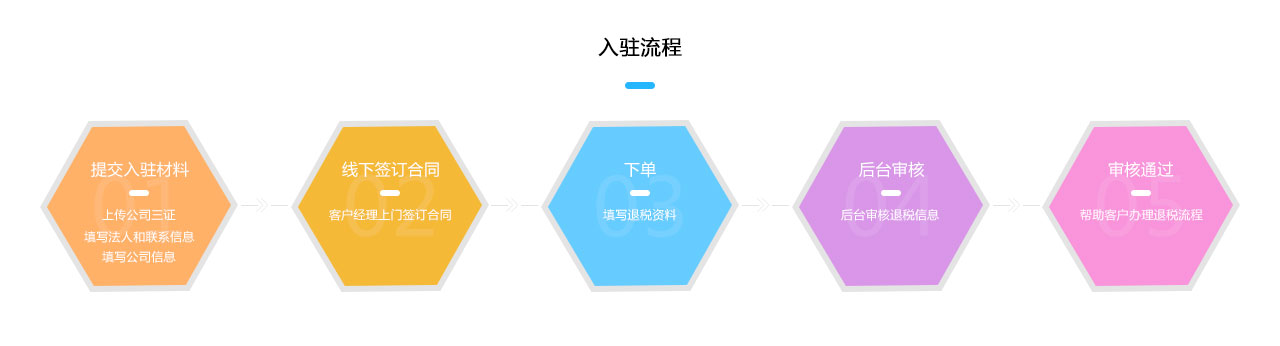 入驻流程
01
提交入驻材料
上传公司三证
填写法人和联系信息
填写公司信息
02
线下签订合同
客户经理上门签订合同
03
下单
填写退税资料
04
后台审核
后台审核退税信息
05
审核通过
帮助客户办理退税流程